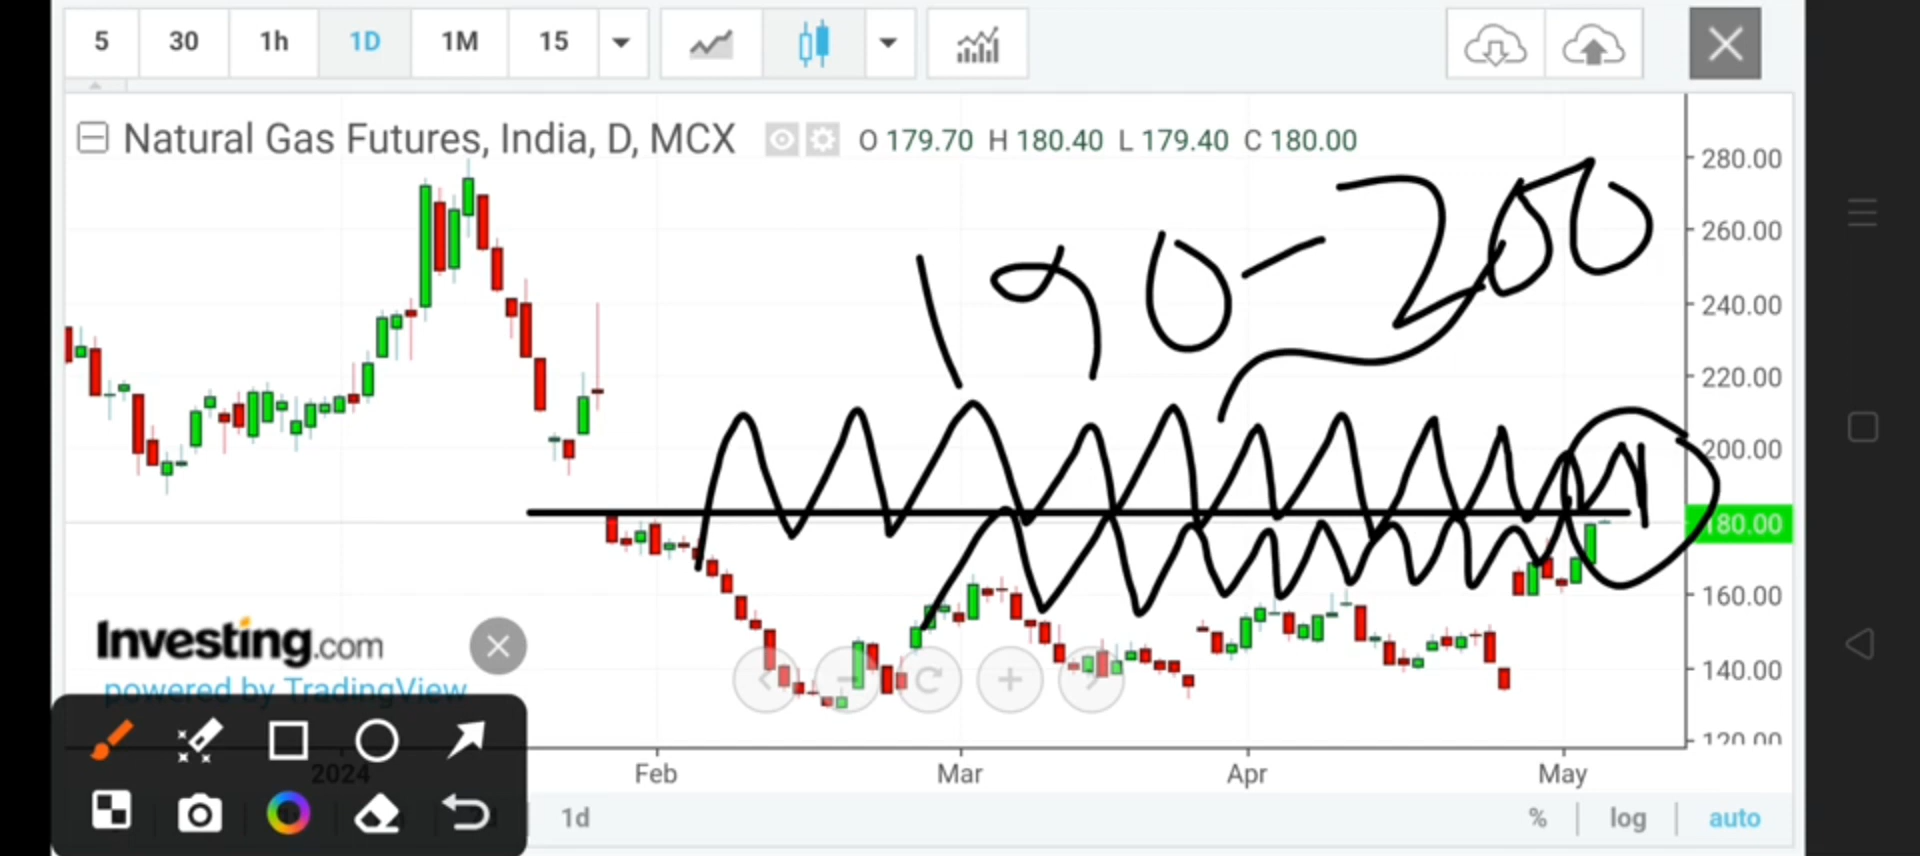 5 30 1h 1D 1M 15
Natural Gas Futures, India, D, MCX O 179.70 H 180.40 L 179.40 C 180.00
280.00
260.00
240.00
220.00
200.00
180.00
160.00
140.00
120.00
190-200
Investing.com
powered by TradingView
2024 Feb Mar Apr May
1d % log auto